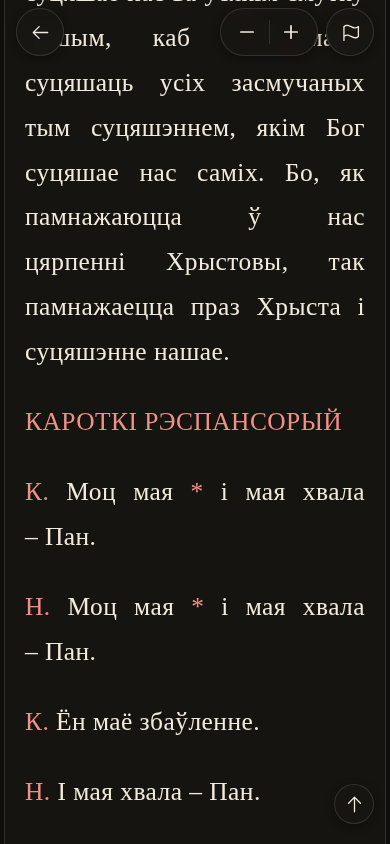 суцяшаць усіх засмучаных
тым суцяшэннем, якім Бог
суцяшае нас саміх. Бо, як
памнажаюцца ў нас
цярпенні Хрыстовы, так
памнажаецца праз Хрыста і
суцяшэнне нашае.
КАРОТКІ РЭСПАНСОРЫЙ
К. Моц мая * і мая хвала
– Пан.
Н. Моц мая * і мая хвала
– Пан.
К. Ён маё збаўленне.
Н. І мая хвала – Пан.